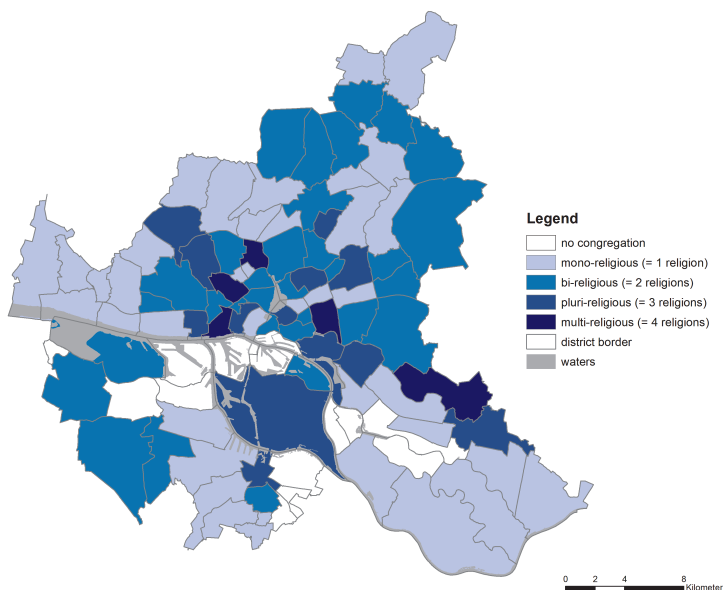 Legend
no congregation
mono-religious (= 1 religion)
bi-religious (= 2 religions)
pluri-religious (= 3 religions)
multi-religious (= 4 religions)
district border
waters
0 2 4 8
Kilometer